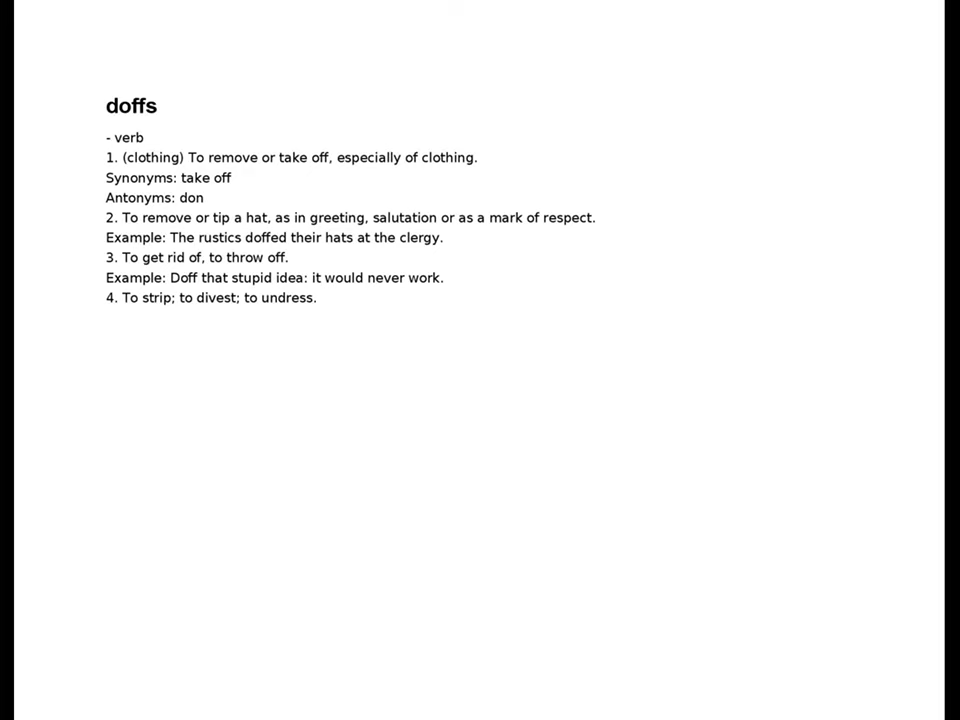 doffs
- verb
1. (clothing) To remove or take off, especially of clothing.
Synonyms: take off
Antonyms: don
2. To remove or tip a hat, as in greeting, salutation or as a mark of respect.
Example: The rustics doffed their hats at the clergy.
3. To get rid of, to throw off.
Example: Doff that stupid idea: it would never work.
4. To strip; to divest; to undress.